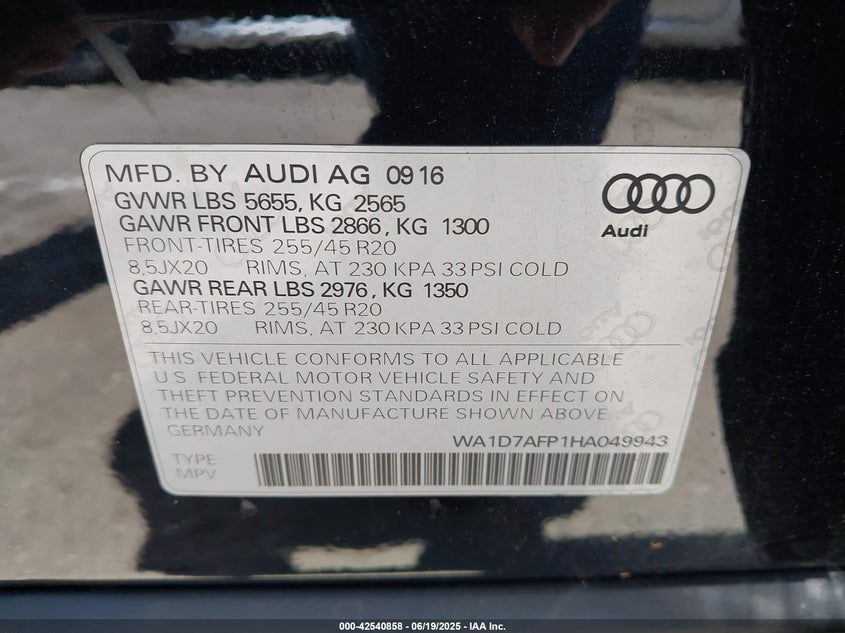 MFD. BY AUDI AG 0916
GVWR LBS 5655, KG 2565
GAWR FRONT LBS 2866, KG 1300
FRONT-TIRES 255/45 R20
8,5JX20 RIMS, AT 230 KPA 33 PSI COLD
GAWR REAR LBS 2976, KG 1350
REAR-TIRES 255/45 R20
8,5JX20 RIMS, AT 230 KPA 33 PSI COLD
Audi
THIS VEHICLE CONFORMS TO ALL APPLICABLE
U.S. FEDERAL MOTOR VEHICLE SAFETY AND
THEFT PREVENTION STANDARDS IN EFFECT ON
THE DATE OF MANUFACTURE SHOWN ABOVE.
GERMANY
WA1D7AFP1HA049943
TYPE:
MPV
000-42540858 - 06/19/2025 - IAA Inc.